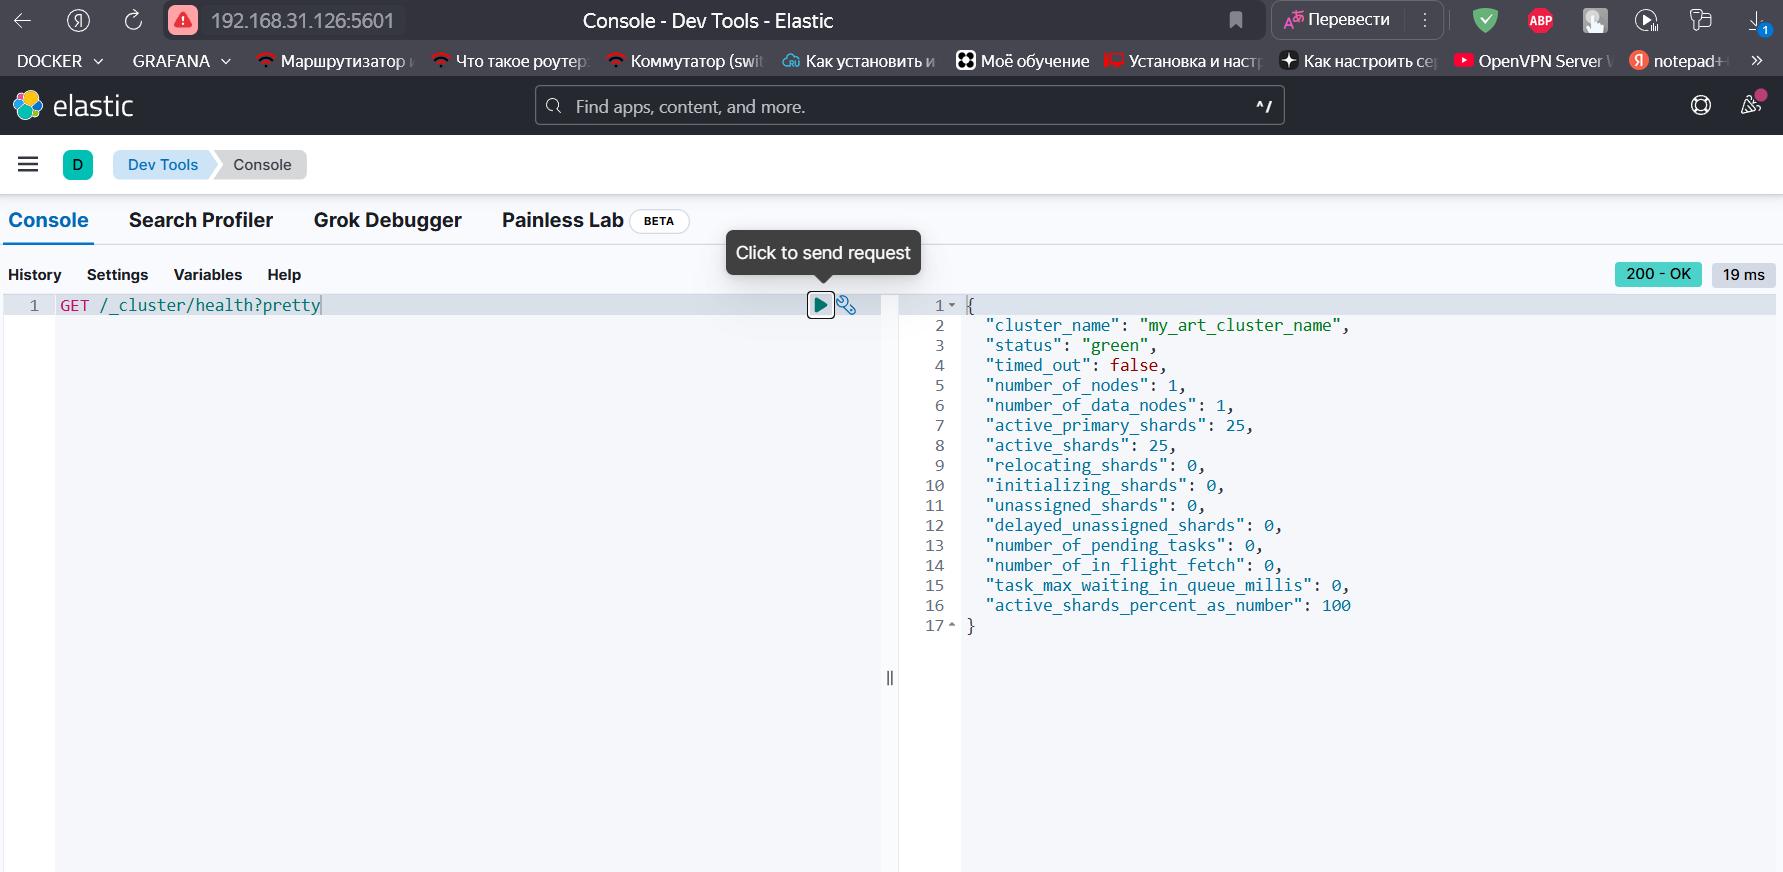 192.168.31.126:5601 Console - Dev Tools - Elastic Перевести ABP 1
DOCKER GRAFANA Маршрутизатор Что такое роутер Коммутатор (swit Как установить и Моё обучение Установка и наст Как настроить се OpenVPN Server notepad+
elastic Find apps, content, and more. ^/
D Dev Tools Console
Console Search Profiler Grok Debugger Painless Lab BETA
Click to send request
History Settings Variables Help 200 - OK 19 ms
1 GET /_cluster/health?pretty
1 {
2 "cluster_name": "my_art_cluster_name",
3 "status": "green",
4 "timed_out": false,
5 "number_of_nodes": 1,
6 "number_of_data_nodes": 1,
7 "active_primary_shards": 25,
8 "active_shards": 25,
9 "relocating_shards": 0,
10 "initializing_shards": 0,
11 "unassigned_shards": 0,
12 "delayed_unassigned_shards": 0,
13 "number_of_pending_tasks": 0,
14 "number_of_in_flight_fetch": 0,
15 "task_max_waiting_in_queue_millis": 0,
16 "active_shards_percent_as_number": 100
17 }